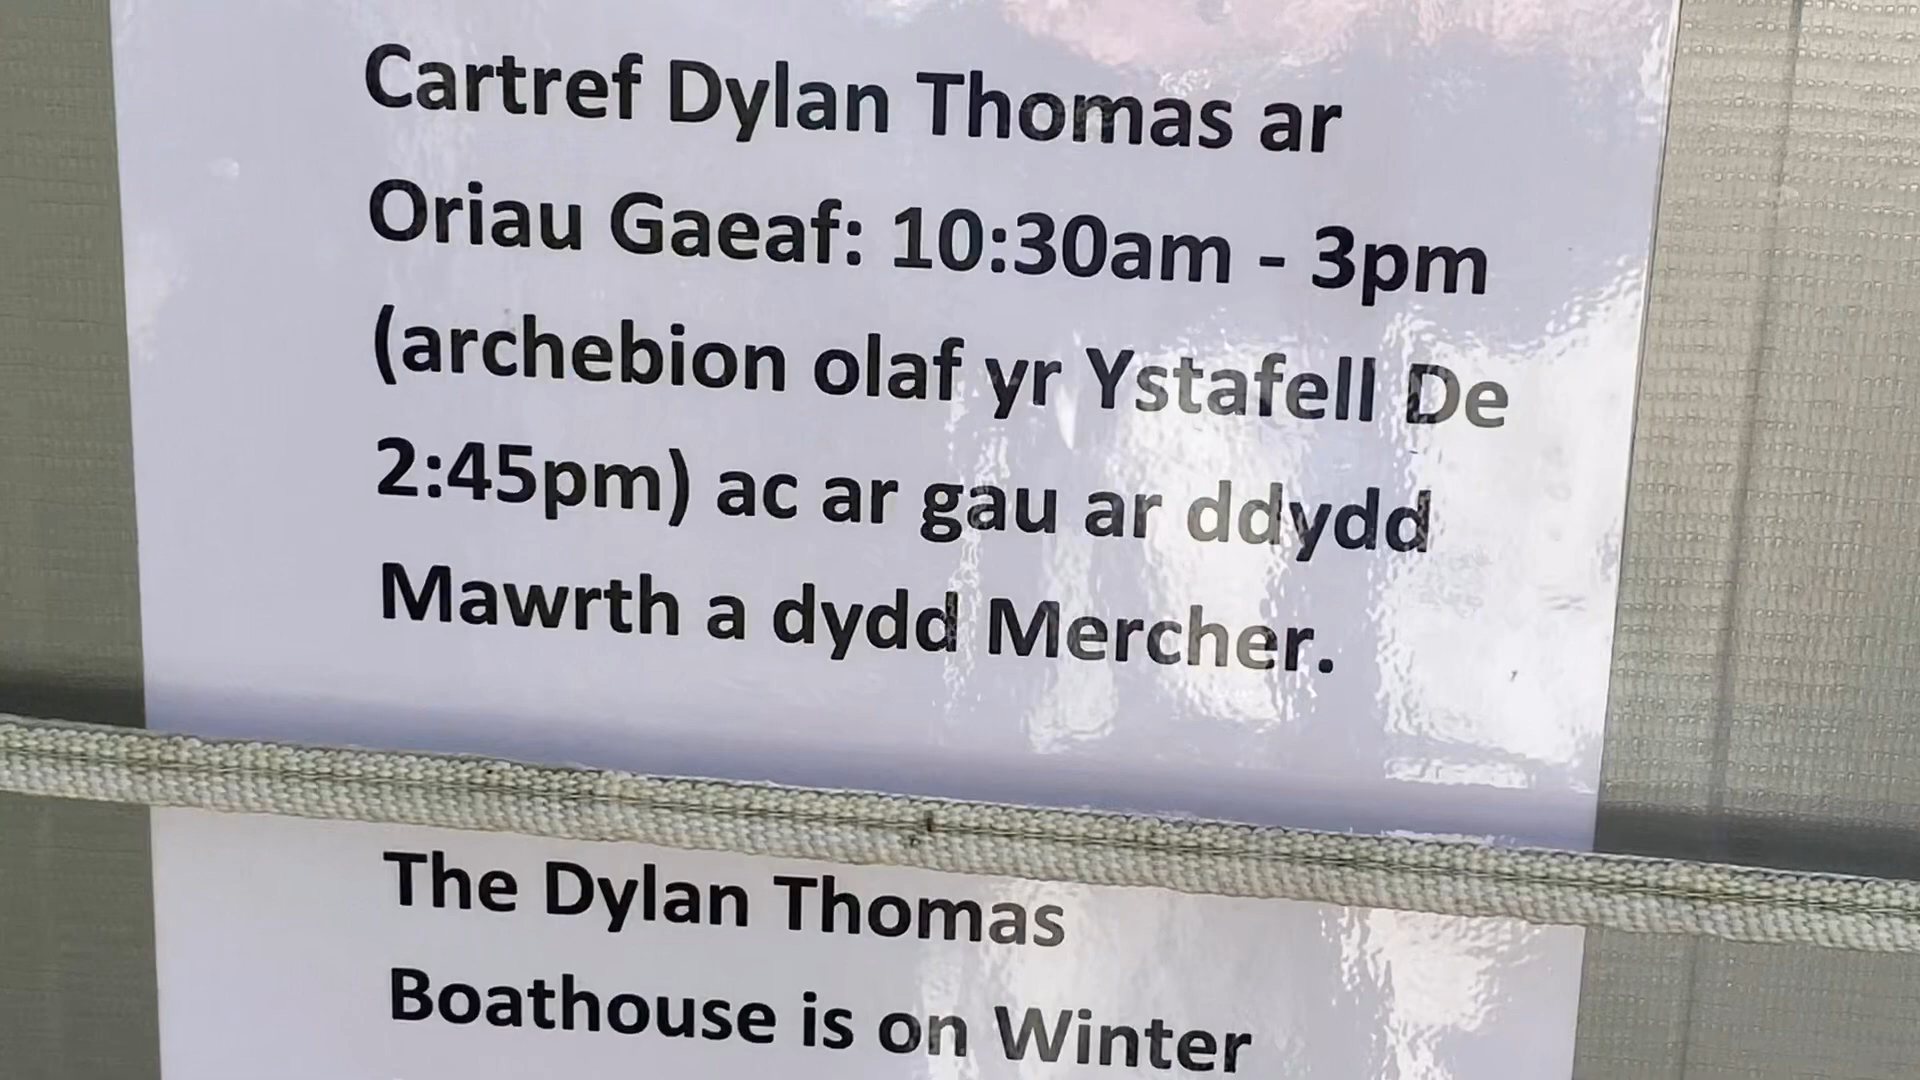 Cartref Dylan Thomas ar
Oriau Gaeaf: 10:30am - 3pm
(archebion olaf yr Ystafell De
2:45pm) ac ar gau ar ddydd
Mawrth a dydd Mercher.
The Dylan Thomas
Boathouse is on Winter